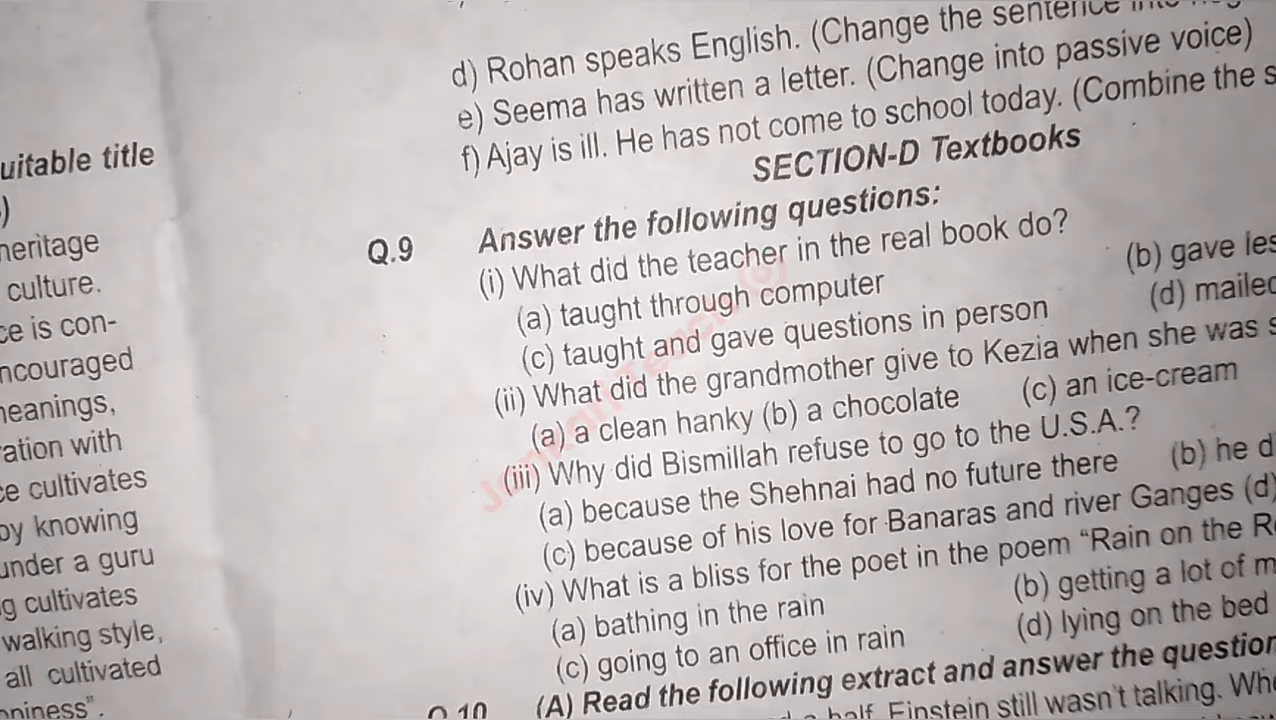 uitable title
)
heritage
culture.
ce is con-
ncouraged
neanings,
ration with
ce cultivates
by knowing
under a guru
g cultivates
walking style,
all cultivated
piness".
d) Rohan speaks English. (Change the sentence into
e) Seema has written a letter. (Change into passive voice)
f) Ajay is ill. He has not come to school today. (Combine the s
SECTION-D Textbooks
Q.9 Answer the following questions:
(i) What did the teacher in the real book do?
(a) taught through computer (b) gave les
(c) taught and gave questions in person (d) mailed
(ii) What did the grandmother give to Kezia when she was s
(a) a clean hanky (b) a chocolate (c) an ice-cream
(iii) Why did Bismillah refuse to go to the U.S.A.?
(a) because the Shehnai had no future there (b) he d
(c) because of his love for Banaras and river Ganges (d)
(iv) What is a bliss for the poet in the poem “Rain on the R
(a) bathing in the rain (b) getting a lot of m
(c) going to an office in rain (d) lying on the bed
Q.10 (A) Read the following extract and answer the question
half, Einstein still wasn't talking. Whe